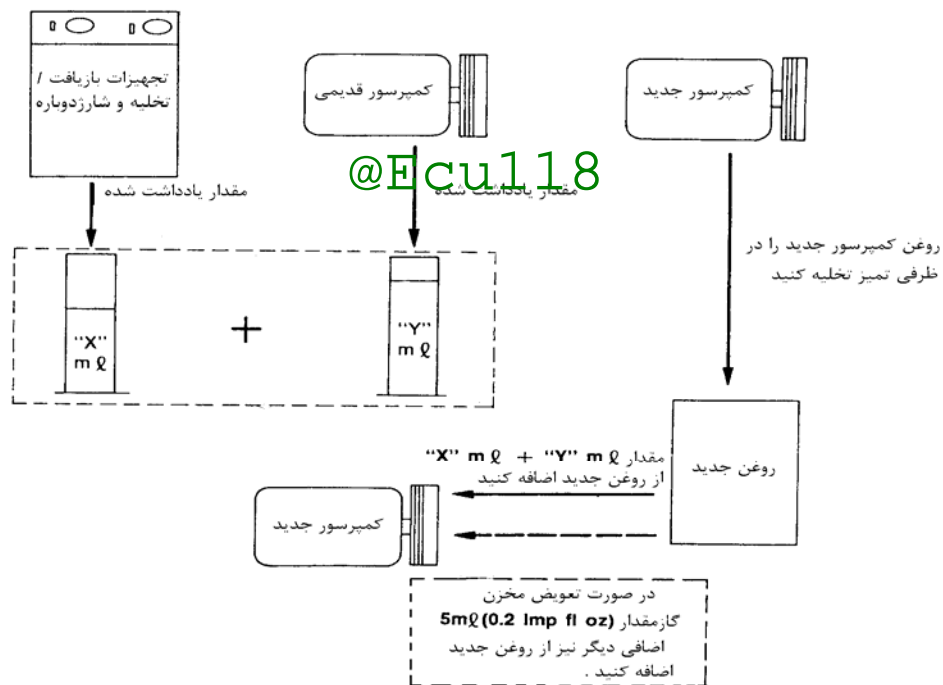 تجهیزات بازیافت /
تخلیه و شارژدوباره
کمپرسور قدیمی
کمپرسور جدید
@Ecu118
مقدار یادداشت شده
مقدار یادداشت شده
روغن کمپرسور جدید را در
ظرفی تمیز تخلیه کنید
"X"
mℓ
+
"Y"
mℓ
مقدار "X" mℓ + "Y" mℓ
از روغن جدید اضافه کنید
روغن جدید
کمپرسور جدید
در صورت تعویض مخزن
گازمقدار 5mℓ(0.2 Imp fl oz)
اضافی دیگر نیز از روغن جدید
اضافه کنید .